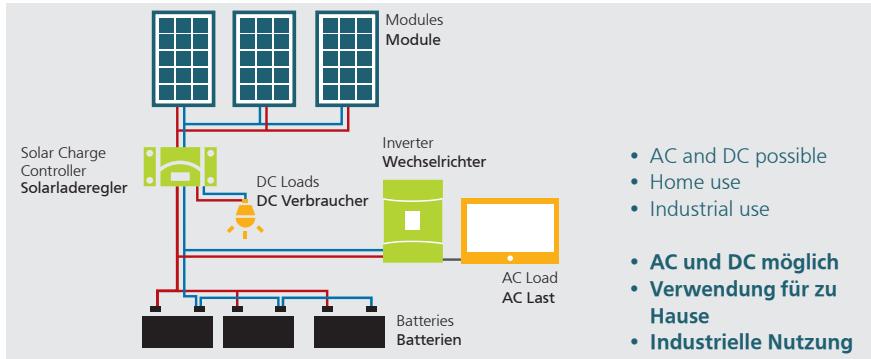 Modules
Module
Solar Charge
Controller
Solarladeregler
DC Loads
DC Verbraucher
Inverter
Wechselrichter
AC Load
AC Last
Batteries
Batterien
• AC and DC possible
• Home use
• Industrial use
• AC und DC möglich
• Verwendung für zu
Hause
• Industrielle Nutzung